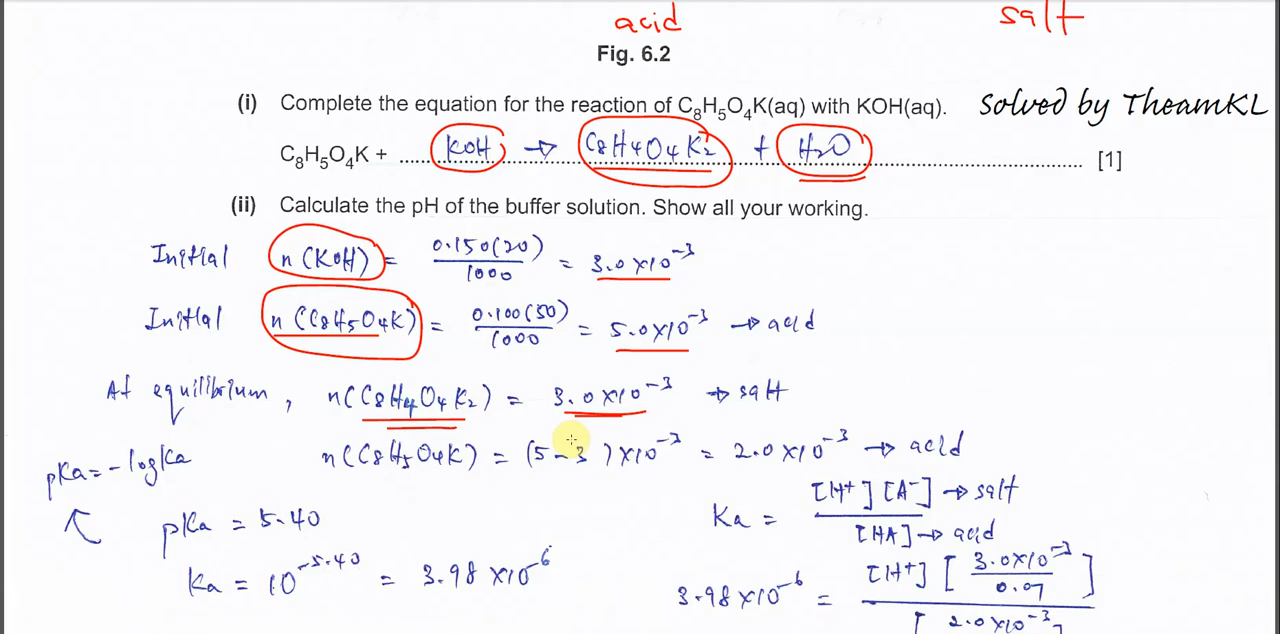 acid salt
Fig. 6.2
(i) Complete the equation for the reaction of C₈H₅O₄K(aq) with KOH(aq). Solved by TheamKL
C₈H₅O₄K + ...... KOH → C₈H₄O₄K₂ + H₂O ...... [1]
(ii) Calculate the pH of the buffer solution. Show all your working.
Initial n(KOH) = 0.150(20)/1000 = 3.0×10⁻³
Initial n(C₈H₅O₄K) = 0.100(50)/1000 = 5.0×10⁻³ → acid
At equilibrium, n(C₈H₄O₄K₂) = 3.0×10⁻³ → salt
n(C₈H₅O₄K) = (5-3)×10⁻³ = 2.0×10⁻³ → acid
pKa = -logKa
pKa = 5.40
Ka = 10⁻⁵·⁴⁰ = 3.98×10⁻⁶
Ka = [H⁺][A⁻] → salt / [HA] → acid
3.98×10⁻⁶ = [H⁺][3.0×10⁻³/0.07] / [2.0×10⁻³]